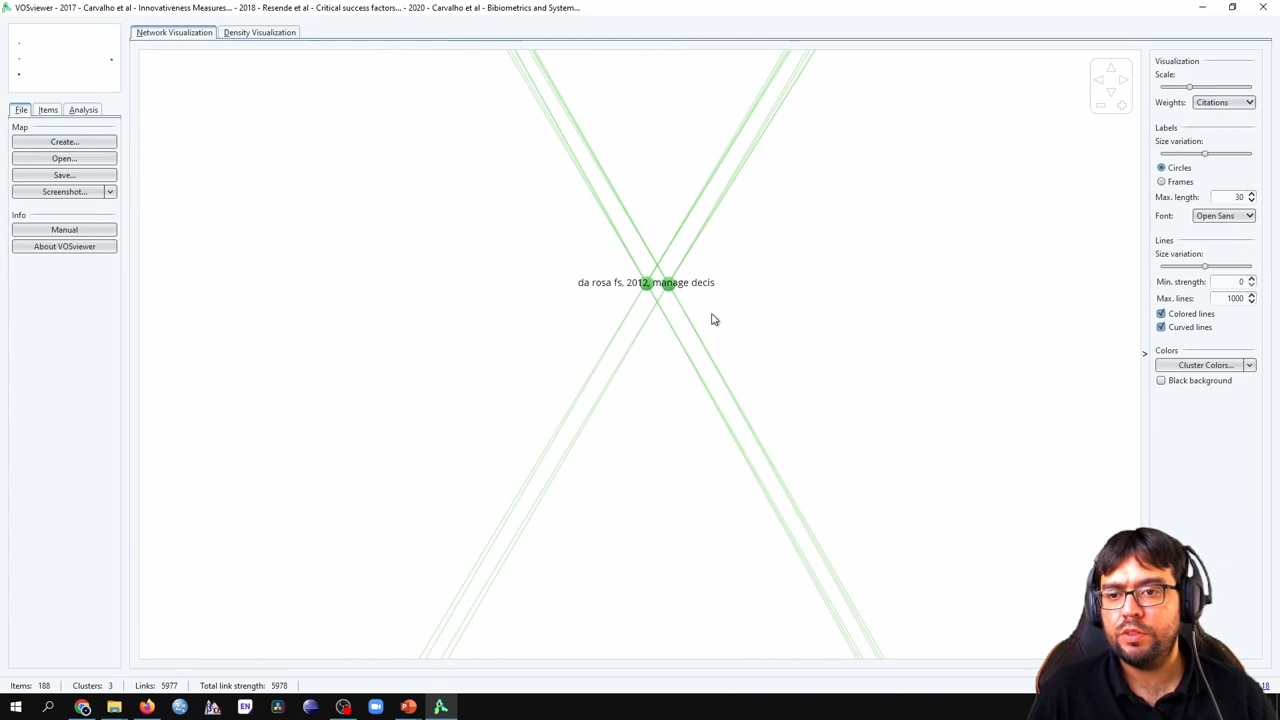 VOSviewer - 2017 - Carvalho et al - Innovativeness Measures... - 2018 - Resende et al - Critical success factors... - 2020 - Carvalho et al - Bibiometrics and System...
Network Visualization
Density Visualization
File
Items
Analysis
Map
Create...
Open...
Save...
Screenshot...
Info
Manual
About VOSviewer
da rosa fs, 2012, manage decis
Visualization
Scale:
Weights: Citations
Labels
Size variation:
Circles
Frames
Max. length: 30
Font: Open Sans
Lines
Size variation:
Min. strength: 0
Max. lines: 1000
Colored lines
Curved lines
>
Colors
Cluster Colors...
Black background
Items: 188 Clusters: 3 Links: 5977 Total link strength: 5978
18
EN